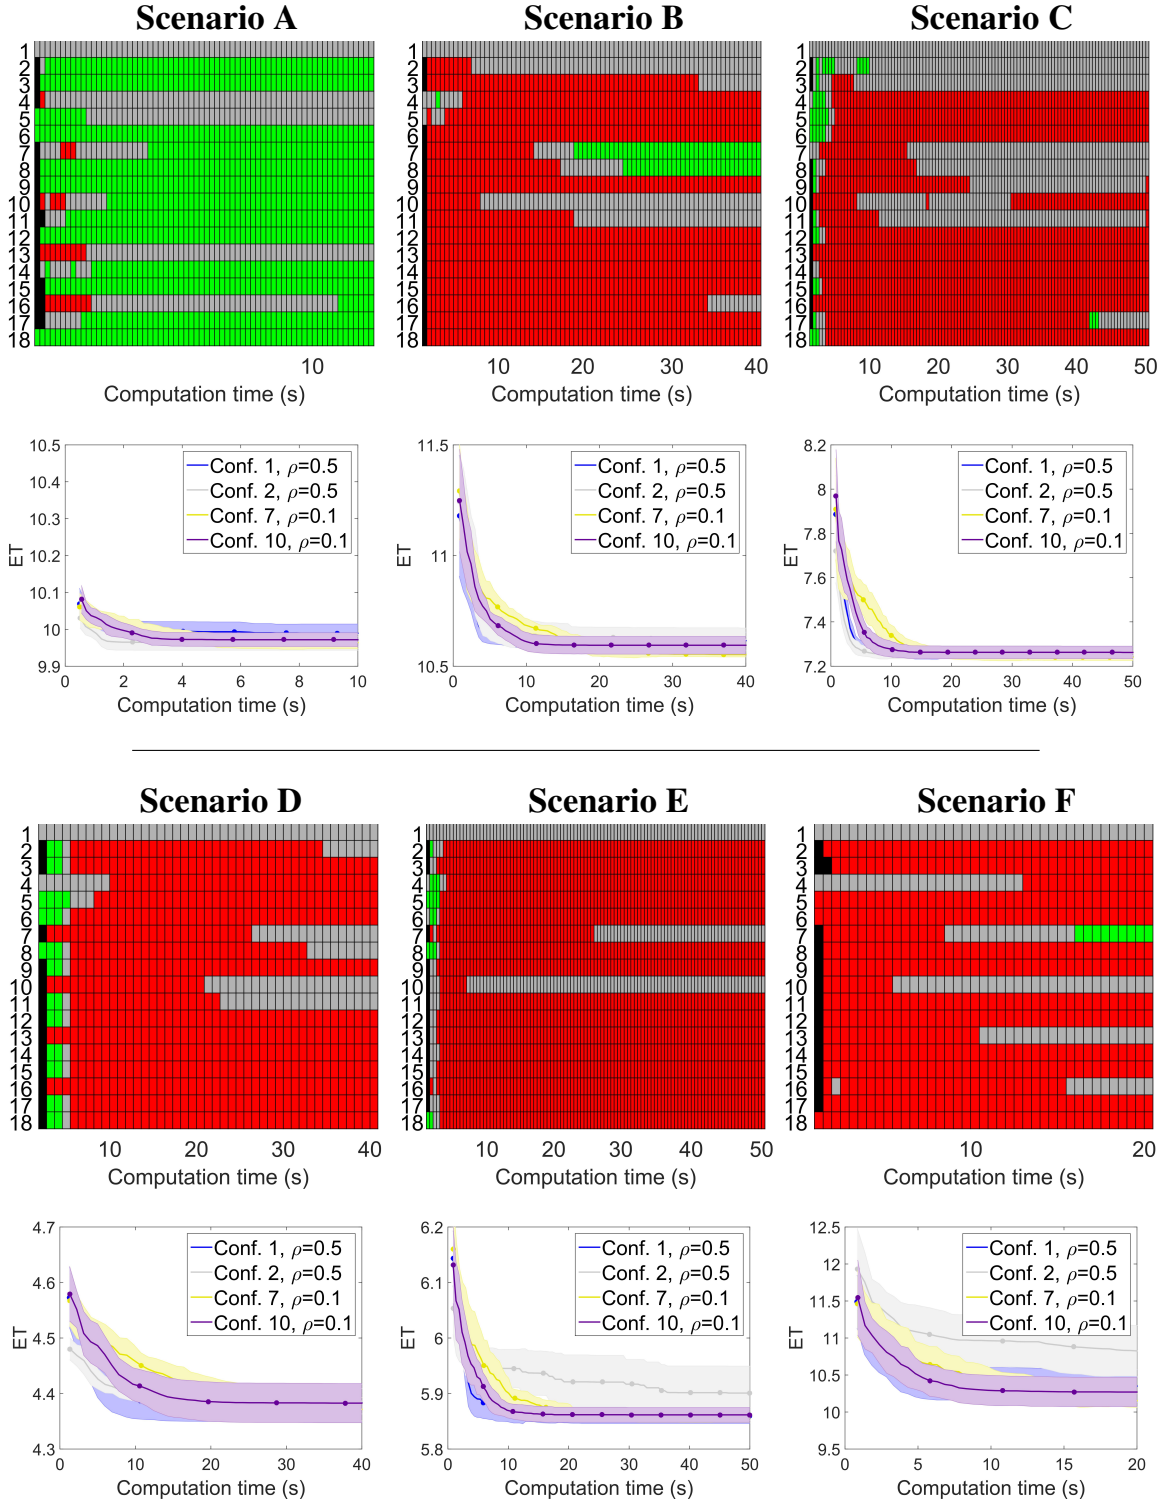 Scenario A
Scenario B
Scenario C
1
2
3
4
5
6
7
8
9
10
11
12
13
14
15
16
17
18
10
Computation time (s)
1
2
3
4
5
6
7
8
9
10
11
12
13
14
15
16
17
18
10 20 30 40
Computation time (s)
1
2
3
4
5
6
7
8
9
10
11
12
13
14
15
16
17
18
10 20 30 40 50
Computation time (s)
10.5
10.4
10.3
10.2
10.1
10
9.9
ET
Conf. 1, ρ=0.5
Conf. 2, ρ=0.5
Conf. 7, ρ=0.1
Conf. 10, ρ=0.1
0 2 4 6 8 10
Computation time (s)
11.5
11
10.5
ET
Conf. 1, ρ=0.5
Conf. 2, ρ=0.5
Conf. 7, ρ=0.1
Conf. 10, ρ=0.1
0 10 20 30 40
Computation time (s)
8.2
8
7.8
7.6
7.4
7.2
ET
Conf. 1, ρ=0.5
Conf. 2, ρ=0.5
Conf. 7, ρ=0.1
Conf. 10, ρ=0.1
0 10 20 30 40 50
Computation time (s)
Scenario D
Scenario E
Scenario F
1
2
3
4
5
6
7
8
9
10
11
12
13
14
15
16
17
18
10 20 30 40
Computation time (s)
1
2
3
4
5
6
7
8
9
10
11
12
13
14
15
16
17
18
10 20 30 40 50
Computation time (s)
1
2
3
4
5
6
7
8
9
10
11
12
13
14
15
16
17
18
10 20
Computation time (s)
4.7
4.6
4.5
4.4
4.3
ET
Conf. 1, ρ=0.5
Conf. 2, ρ=0.5
Conf. 7, ρ=0.1
Conf. 10, ρ=0.1
0 10 20 30 40
Computation time (s)
6.2
6.1
6
5.9
5.8
ET
Conf. 1, ρ=0.5
Conf. 2, ρ=0.5
Conf. 7, ρ=0.1
Conf. 10, ρ=0.1
0 10 20 30 40 50
Computation time (s)
12.5
12
11.5
11
10.5
10
9.5
ET
Conf. 1, ρ=0.5
Conf. 2, ρ=0.5
Conf. 7, ρ=0.1
Conf. 10, ρ=0.1
0 5 10 15 20
Computation time (s)